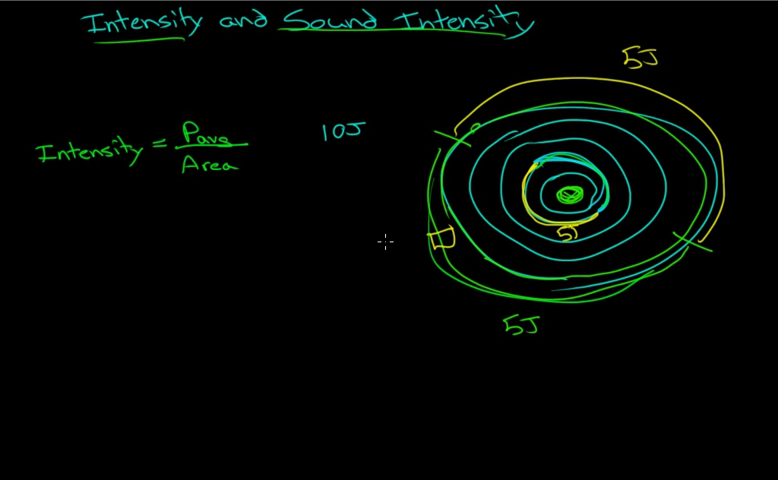 Intensity and Sound Intensity
5J
Intensity = Pave / Area
10J
5J
5J